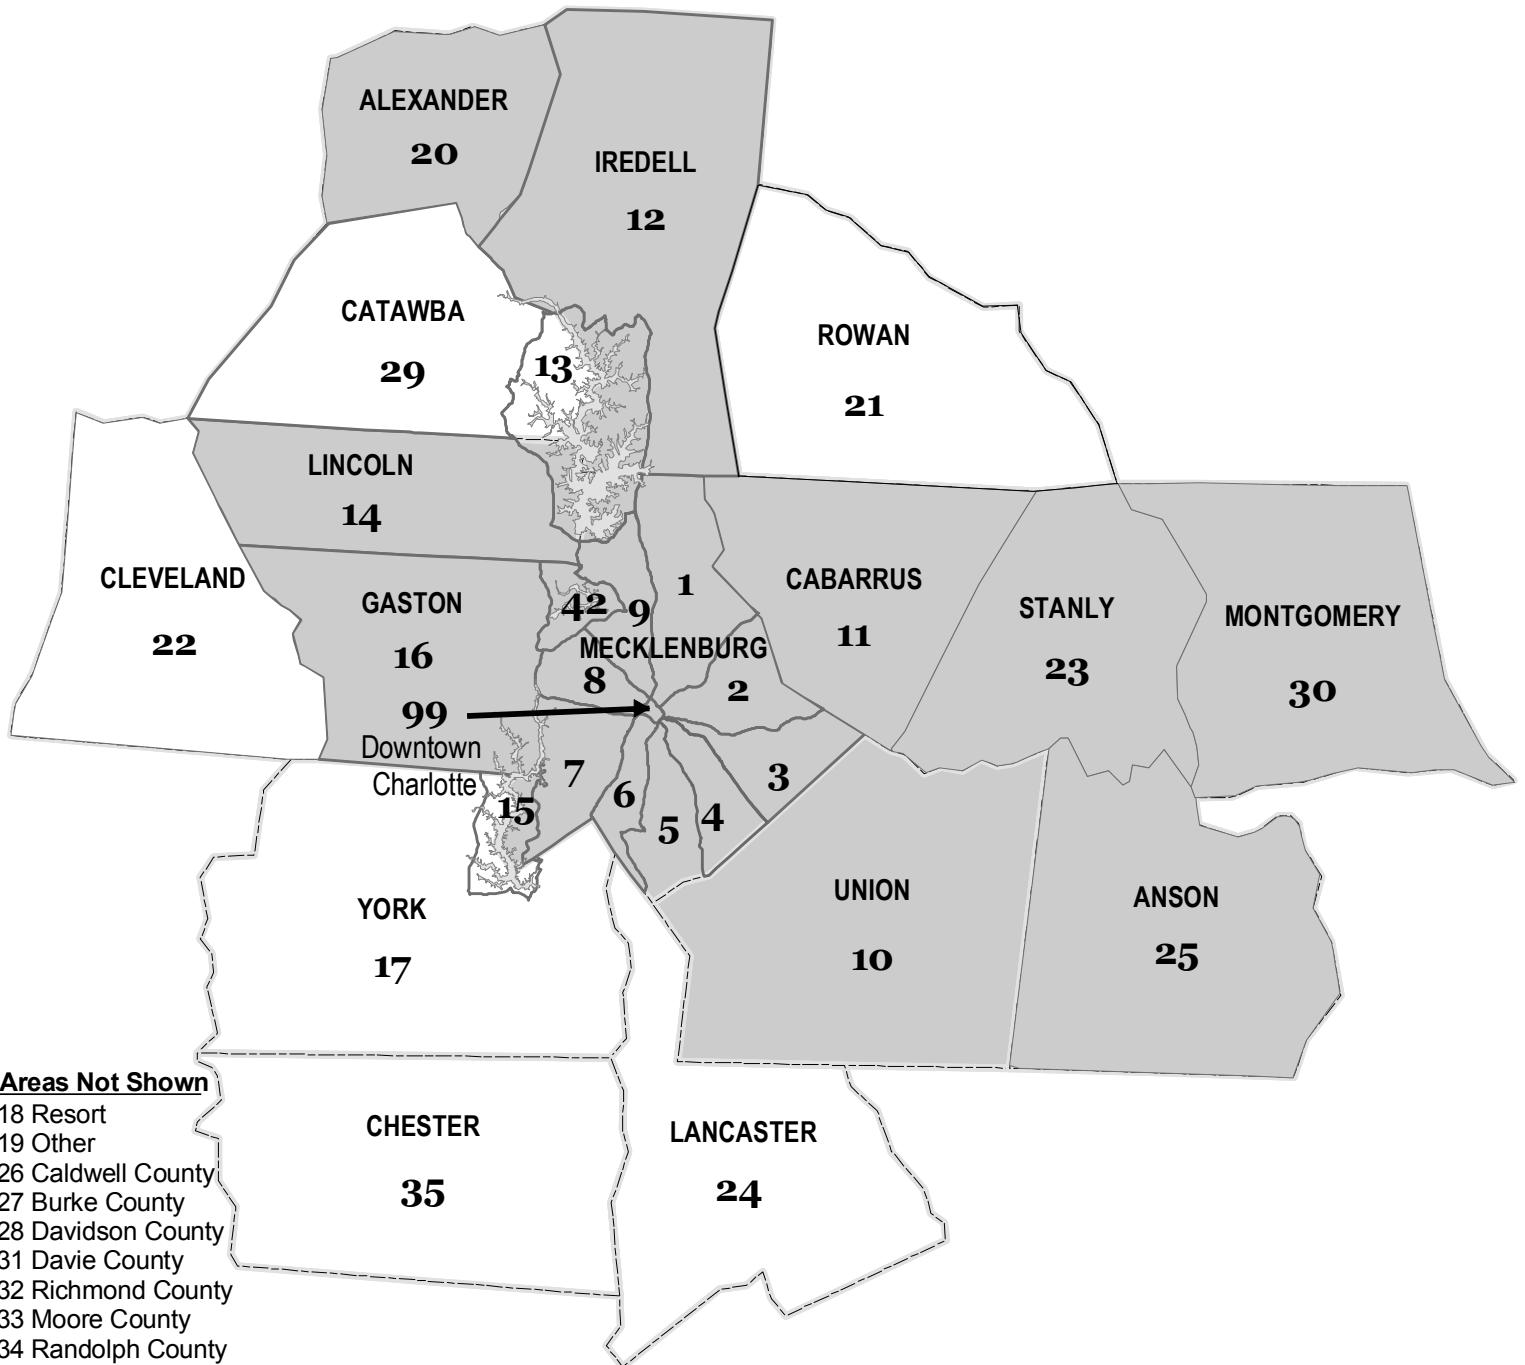 ALEXANDER
20
IREDELL
12
CATAWBA
29
13
ROWAN
21
LINCOLN
14
CLEVELAND
22
GASTON
16
42
9
1
MECKLENBURG
8
2
CABARRUS
11
STANLY
23
MONTGOMERY
30
99
Downtown
Charlotte
15
7
6
5
4
3
YORK
17
UNION
10
ANSON
25
CHESTER
35
LANCASTER
24
Areas Not Shown
18 Resort
19 Other
26 Caldwell County
27 Burke County
28 Davidson County
31 Davie County
32 Richmond County
33 Moore County
34 Randolph County